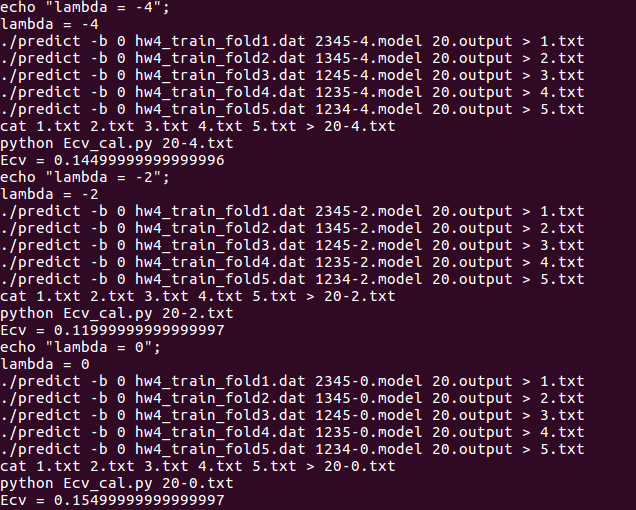 echo "lambda = -4";
lambda = -4
./predict -b 0 hw4_train_fold1.dat 2345-4.model 20.output > 1.txt
./predict -b 0 hw4_train_fold2.dat 1345-4.model 20.output > 2.txt
./predict -b 0 hw4_train_fold3.dat 1245-4.model 20.output > 3.txt
./predict -b 0 hw4_train_fold4.dat 1235-4.model 20.output > 4.txt
./predict -b 0 hw4_train_fold5.dat 1234-4.model 20.output > 5.txt
cat 1.txt 2.txt 3.txt 4.txt 5.txt > 20-4.txt
python Ecv_cal.py 20-4.txt
Ecv = 0.14499999999999996
echo "lambda = -2";
lambda = -2
./predict -b 0 hw4_train_fold1.dat 2345-2.model 20.output > 1.txt
./predict -b 0 hw4_train_fold2.dat 1345-2.model 20.output > 2.txt
./predict -b 0 hw4_train_fold3.dat 1245-2.model 20.output > 3.txt
./predict -b 0 hw4_train_fold4.dat 1235-2.model 20.output > 4.txt
./predict -b 0 hw4_train_fold5.dat 1234-2.model 20.output > 5.txt
cat 1.txt 2.txt 3.txt 4.txt 5.txt > 20-2.txt
python Ecv_cal.py 20-2.txt
Ecv = 0.11999999999999997
echo "lambda = 0";
lambda = 0
./predict -b 0 hw4_train_fold1.dat 2345-0.model 20.output > 1.txt
./predict -b 0 hw4_train_fold2.dat 1345-0.model 20.output > 2.txt
./predict -b 0 hw4_train_fold3.dat 1245-0.model 20.output > 3.txt
./predict -b 0 hw4_train_fold4.dat 1235-0.model 20.output > 4.txt
./predict -b 0 hw4_train_fold5.dat 1234-0.model 20.output > 5.txt
cat 1.txt 2.txt 3.txt 4.txt 5.txt > 20-0.txt
python Ecv_cal.py 20-0.txt
Ecv = 0.15499999999999997